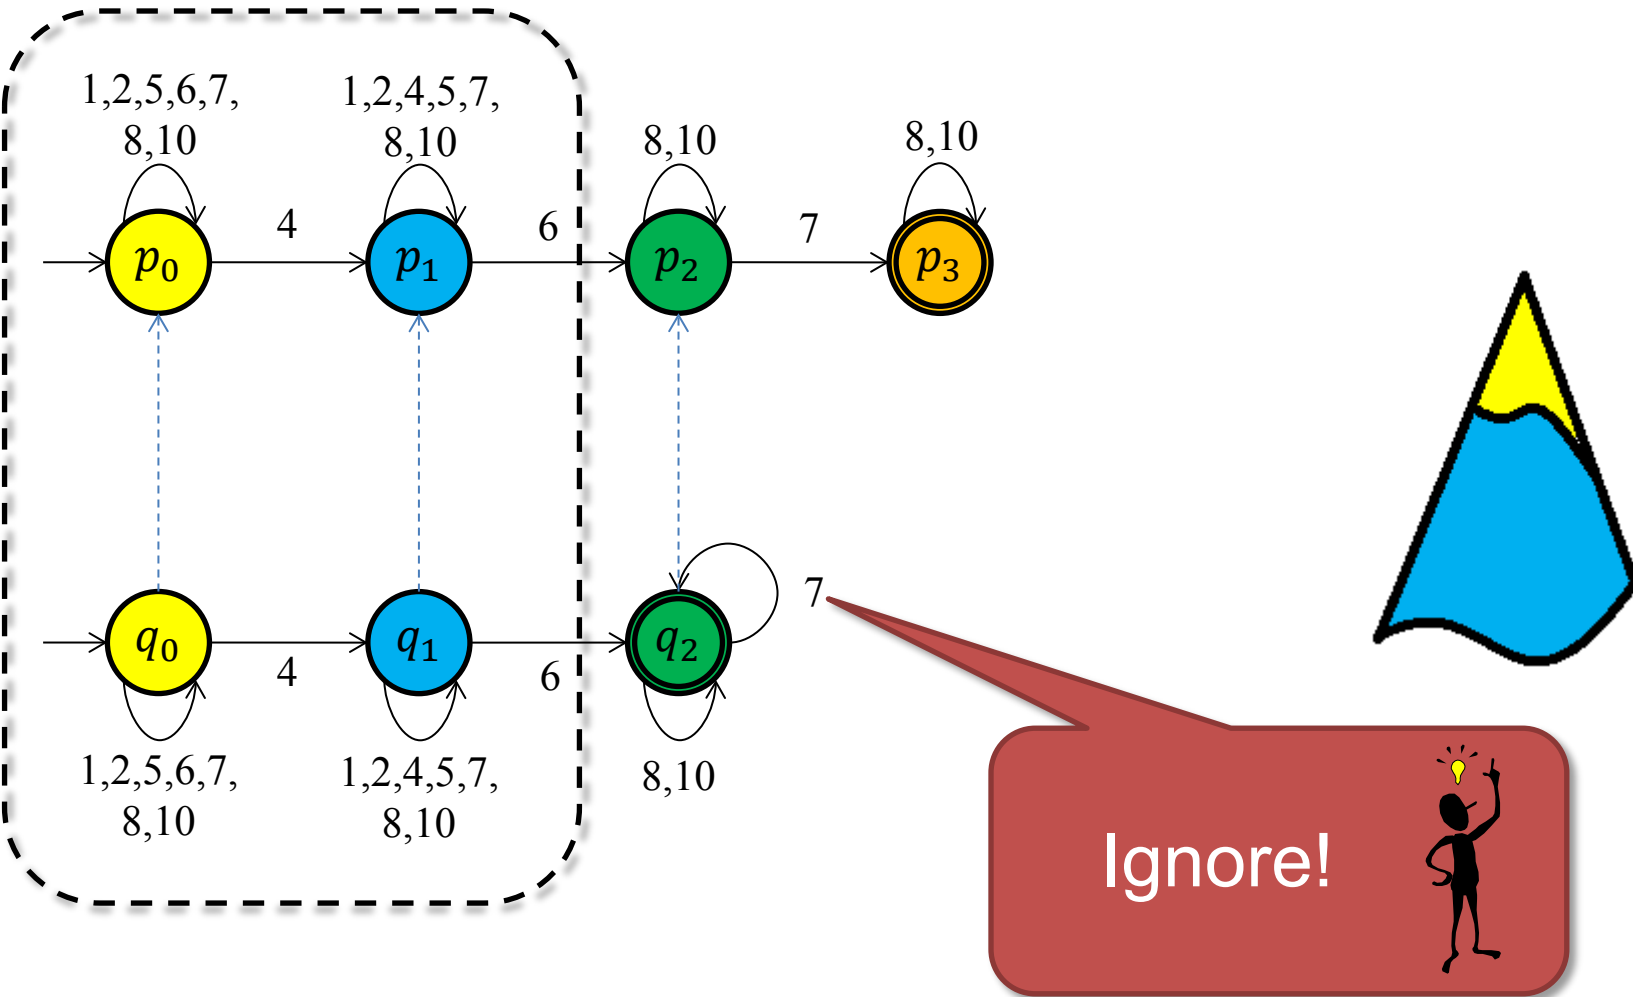 1,2,5,6,7,
8,10
1,2,4,5,7,
8,10
8,10
8,10
4
6
7
p₀
p₁
p₂
p₃
q₀
q₁
q₂
7
4
6
1,2,5,6,7,
8,10
1,2,4,5,7,
8,10
8,10
Ignore!